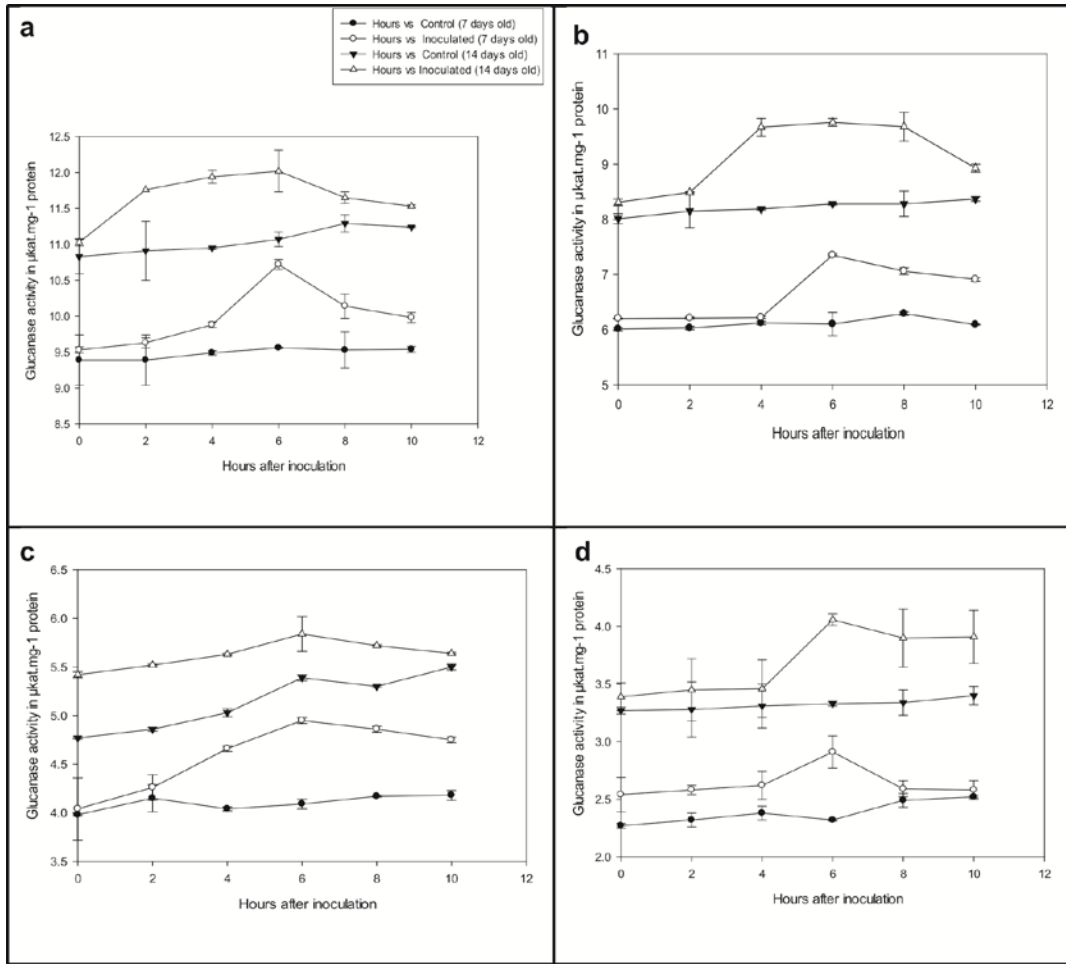 a
Hours vs Control (7 days old)
Hours vs Inoculated (7 days old)
Hours vs Control (14 days old)
Hours vs Inoculated (14 days old)
12.5
12.0
11.5
11.0
10.5
10.0
9.5
9.0
8.5
0 2 4 6 8 10 12
Glucanase activity in µkat.mg-1 protein
Hours after inoculation
b
11
10
9
8
7
6
5
0 2 4 6 8 10 12
Glucanase activity in µkat.mg-1 protein
Hours after inoculation
c
6.5
6.0
5.5
5.0
4.5
4.0
3.5
0 2 4 6 8 10 12
Glucanase activity in µkat.mg-1 protein
Hours after inoculation
d
4.5
4.0
3.5
3.0
2.5
2.0
0 2 4 6 8 10 12
Glucanase activity in µkat.mg-1 protein
Hours after inoculation